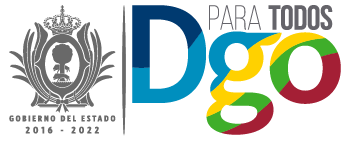 GOBIERNO DEL ESTADO
2016 - 2022
PARA TODOS
Dgo